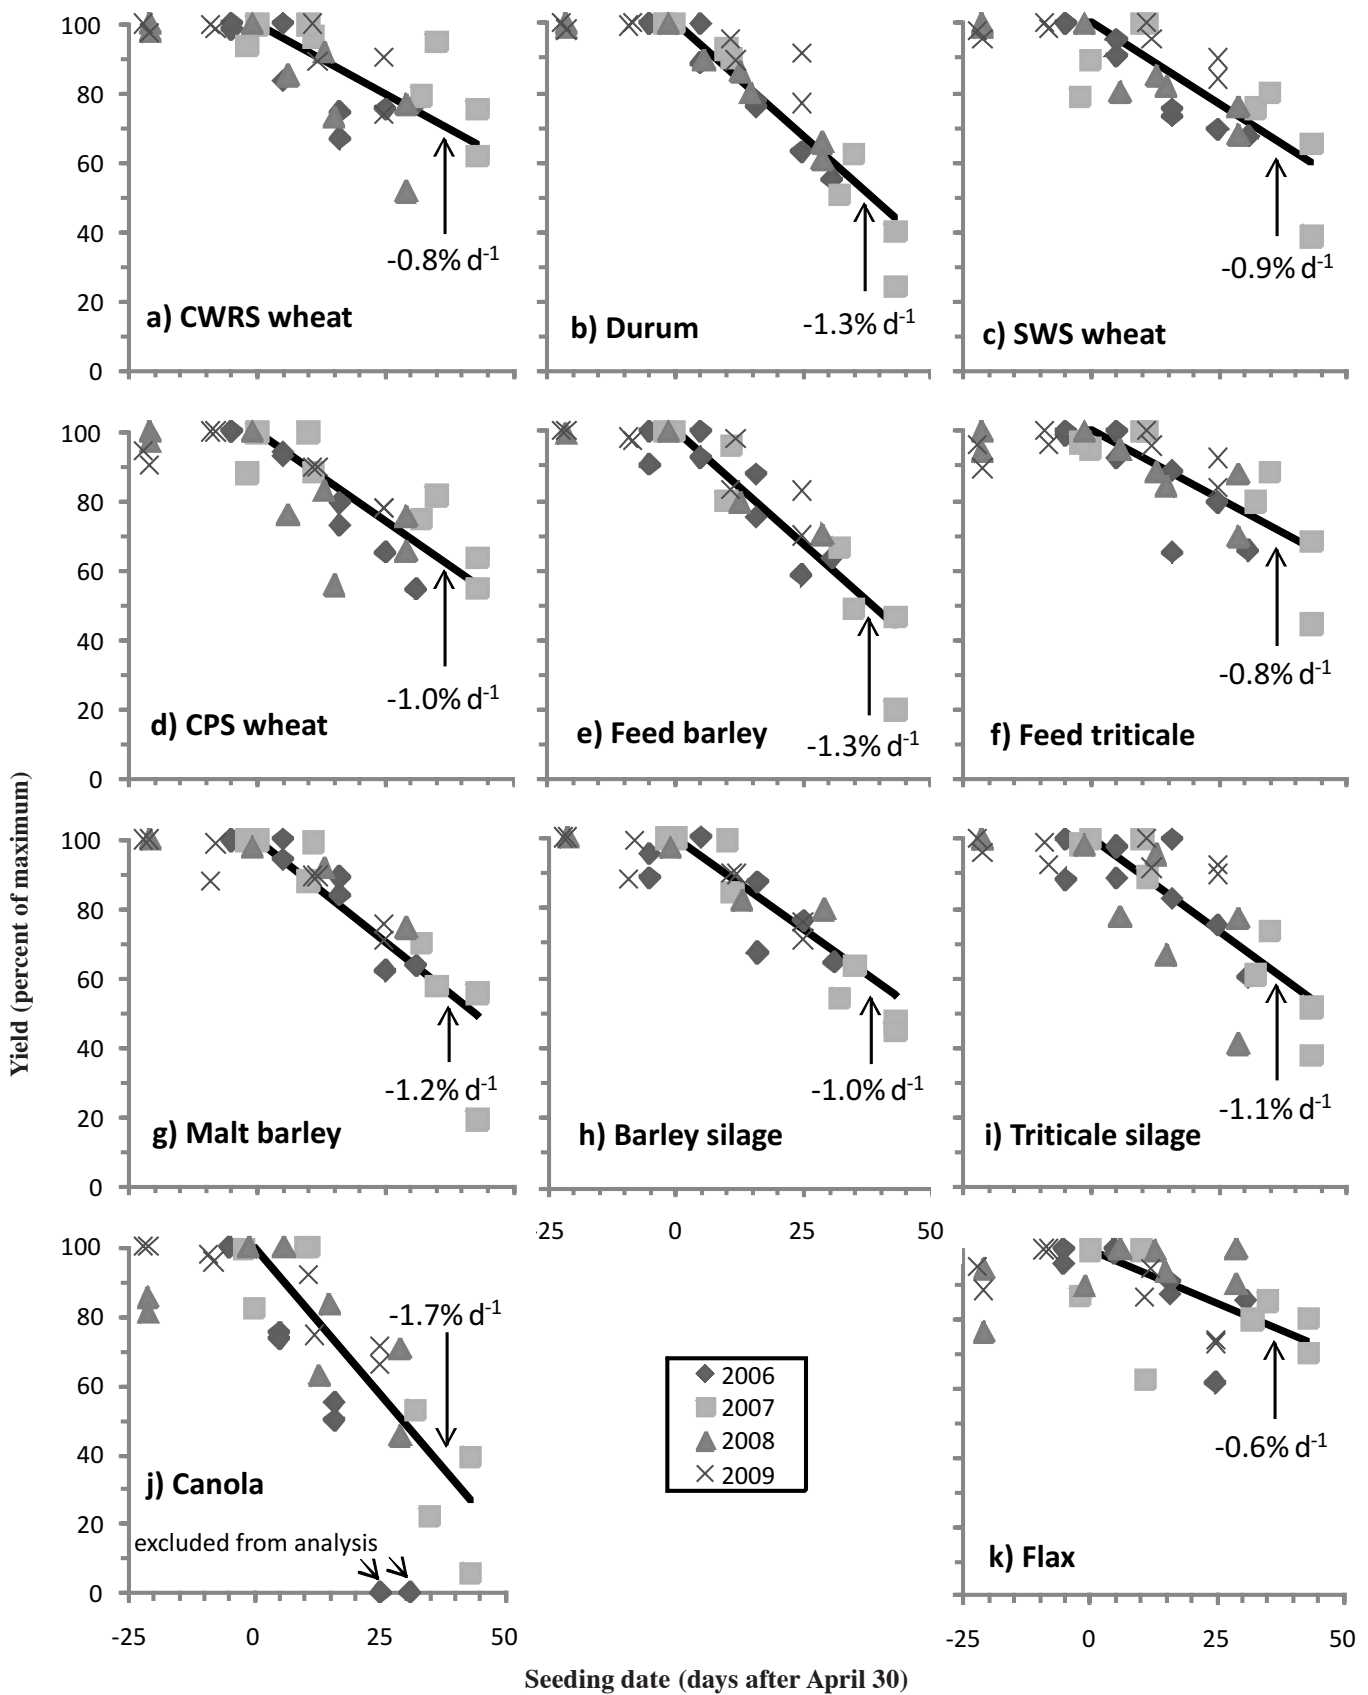 100
80
60
40
20
0
-0.8% d-1
a) CWRS wheat
-1.3% d-1
b) Durum
-0.9% d-1
c) SWS wheat
100
80
60
40
20
0
-1.0% d-1
d) CPS wheat
-1.3% d-1
e) Feed barley
-0.8% d-1
f) Feed triticale
Yield (percent of maximum)
100
80
60
40
20
0
-1.2% d-1
g) Malt barley
-1.0% d-1
h) Barley silage
-25 0 25 50
-1.1% d-1
i) Triticale silage
100
80
60
40
20
0
-1.7% d-1
j) Canola
excluded from analysis
-25 0 25 50
2006
2007
2008
2009
-0.6% d-1
k) Flax
-25 0 25 50
Seeding date (days after April 30)